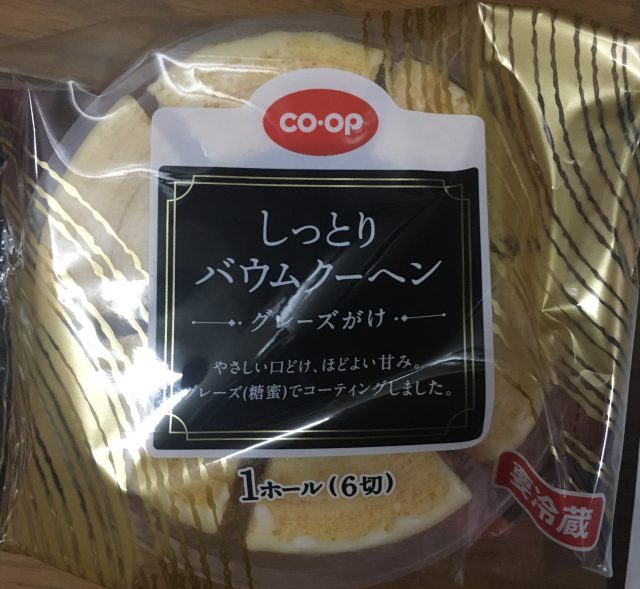 CO・OP
しっとり
バウムクーヘン
グレーズがけ
やさしい口どけ、ほどよい甘み。
グレーズ(糖蜜)でコーティングしました。
1ホール(6切)
要冷蔵